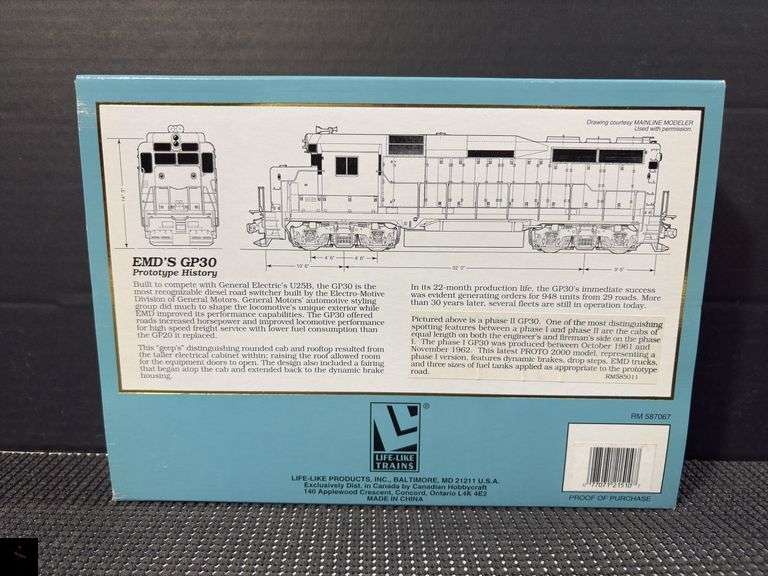 Drawing courtesy MAINLINE MODELER
Used with permission.
EMD'S GP30
Prototype History
Built to compete with General Electric's U25B, the GP30 is the
most recognizable diesel road switcher built by the Electro-Motive
Division of General Motors. General Motors' automotive styling
group did much to shape the locomotive's unique exterior while
EMD improved its performance capabilities. The GP30 offered
roads increased horsepower and improved locomotive performance
for high speed freight service with lower fuel consumption than
the GP20 it replaced.
This "geep's" distinguishing rounded cab and rooftop resulted from
the taller electrical cabinet within; raising the roof allowed room
for the equipment doors to open. The design also included a fairing
that began atop the cab and extended back to the dynamic brake
housing.
In its 22-month production life, the GP30's immediate success
was evident generating orders for 948 units from 29 roads. More
than 30 years later, several fleets are still in operation today.
Pictured above is a phase II GP30. One of the most distinguishing
spotting features between a phase I and phase II are the cabs of
equal length on both the engineer's and fireman's side on the phase
I. The phase I GP30 was produced between October 1961 and
November 1962. This latest PROTO 2000 model, representing a
phase I version, features dynamic brakes, drop steps, EMD trucks,
and three sizes of fuel tanks applied as appropriate to the prototype
road.
RM585011
RM 587067
LIFE-LIKE
TRAINS
®
LIFE-LIKE PRODUCTS, INC., BALTIMORE, MD 21211 U.S.A.
Exclusively Dist. in Canada by Canadian Hobbycraft
140 Applewood Crescent, Concord, Ontario L4K 4E2
MADE IN CHINA
PROOF OF PURCHASE